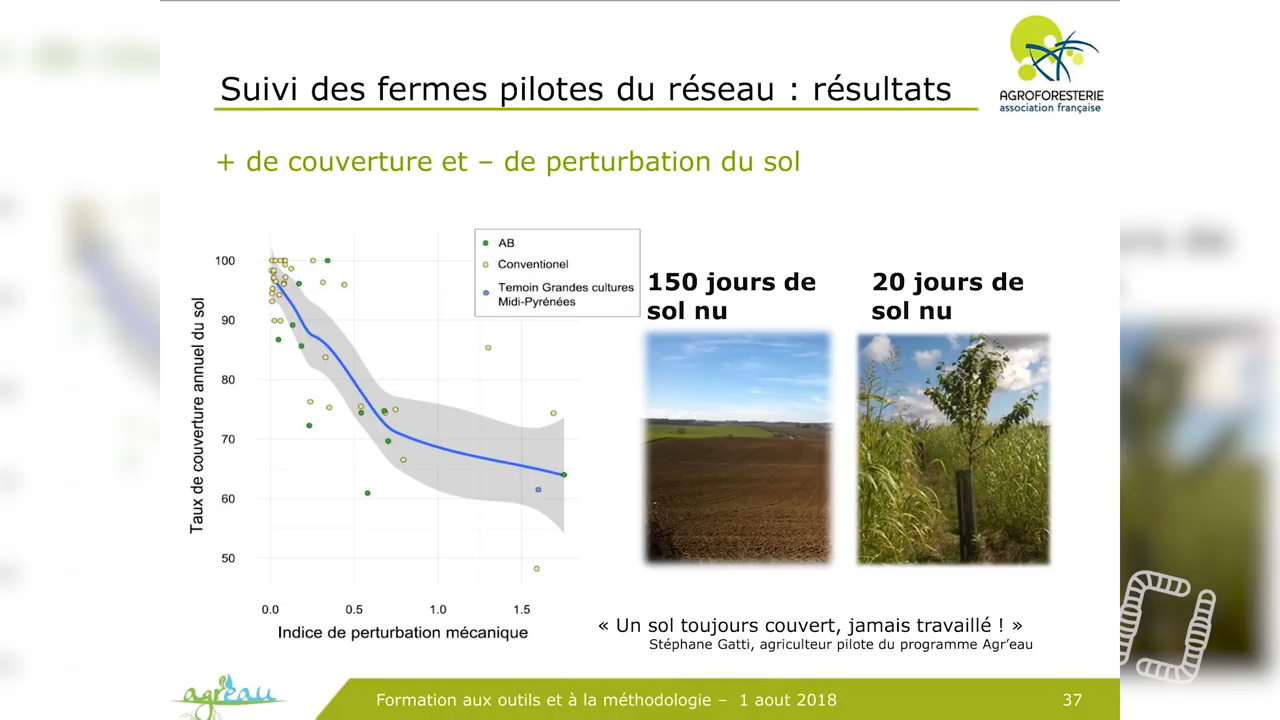 AGROFORESTERIE
association française
Suivi des fermes pilotes du réseau : résultats
+ de couverture et – de perturbation du sol
AB
Conventionel
Temoin Grandes cultures
Midi-Pyrénées
100
90
80
70
60
50
Taux de couverture annuel du sol
0.0 0.5 1.0 1.5
Indice de perturbation mécanique
150 jours de
sol nu
20 jours de
sol nu
« Un sol toujours couvert, jamais travaillé ! »
Stéphane Gatti, agriculteur pilote du programme Agr’eau
agr'eau
Formation aux outils et à la méthodologie – 1 aout 2018
37